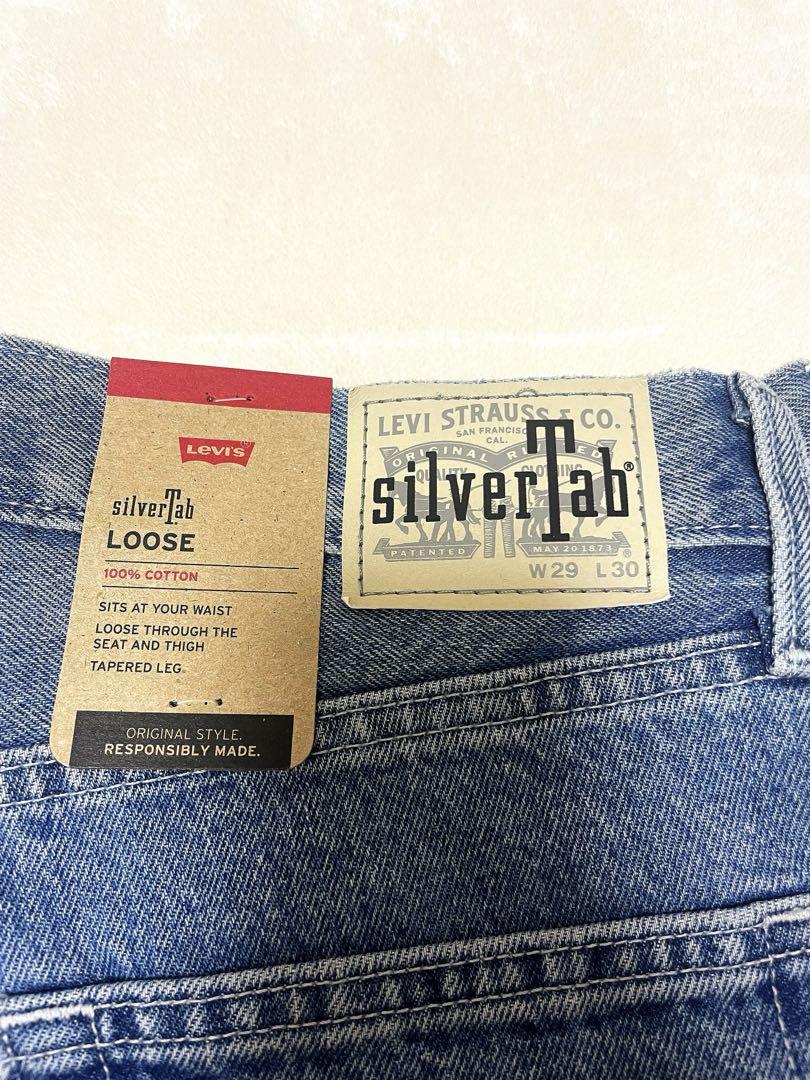 Levi's
silverTab
LOOSE
100% COTTON
SITS AT YOUR WAIST
LOOSE THROUGH THE
SEAT AND THIGH
TAPERED LEG
ORIGINAL STYLE.
RESPONSIBLY MADE.
LEVI STRAUSS & CO.
SAN FRANCISCO
CAL.
ORIGINAL RIVETED
QUALITY CLOTHING
silverTab®
PATENTED MAY 20 1873
W29 L30